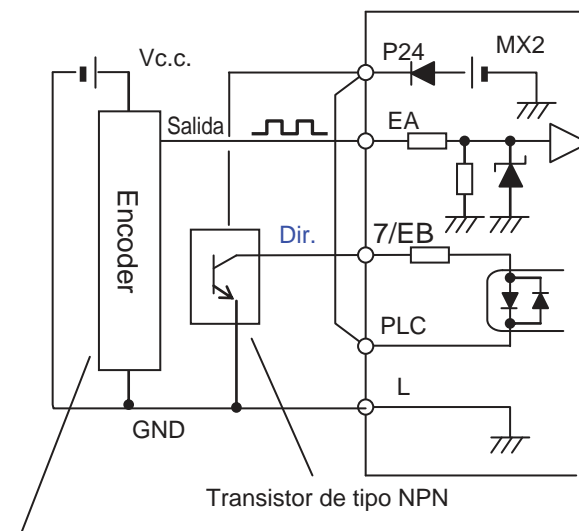 Vc.c.
P24
MX2
Salida
EA
Encoder
Dir.
7/EB
PLC
L
GND
Transistor de tipo NPN